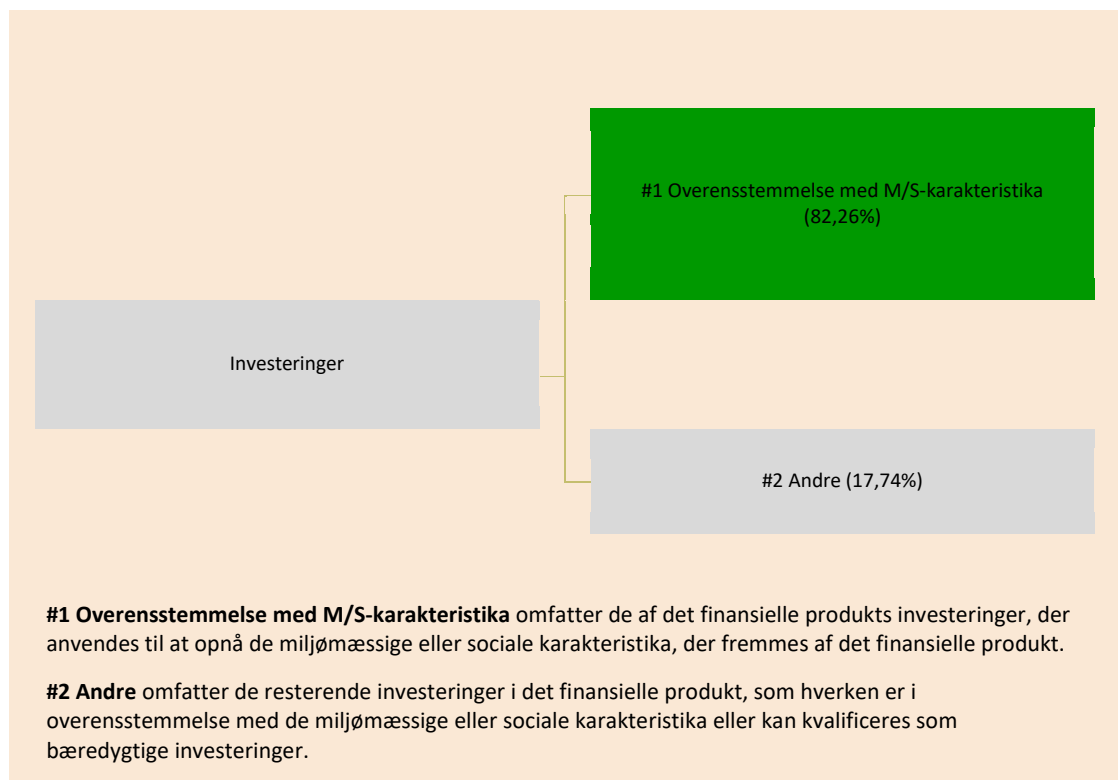 #1 Overensstemmelse med M/S-karakteristika
(82,26%)
Investeringer
#2 Andre (17,74%)
#1 Overensstemmelse med M/S-karakteristika omfatter de af det finansielle produkts investeringer, der
anvendes til at opnå de miljømæssige eller sociale karakteristika, der fremmes af det finansielle produkt.
#2 Andre omfatter de resterende investeringer i det finansielle produkt, som hverken er i
overensstemmelse med de miljømæssige eller sociale karakteristika eller kan kvalificeres som
bæredygtige investeringer.